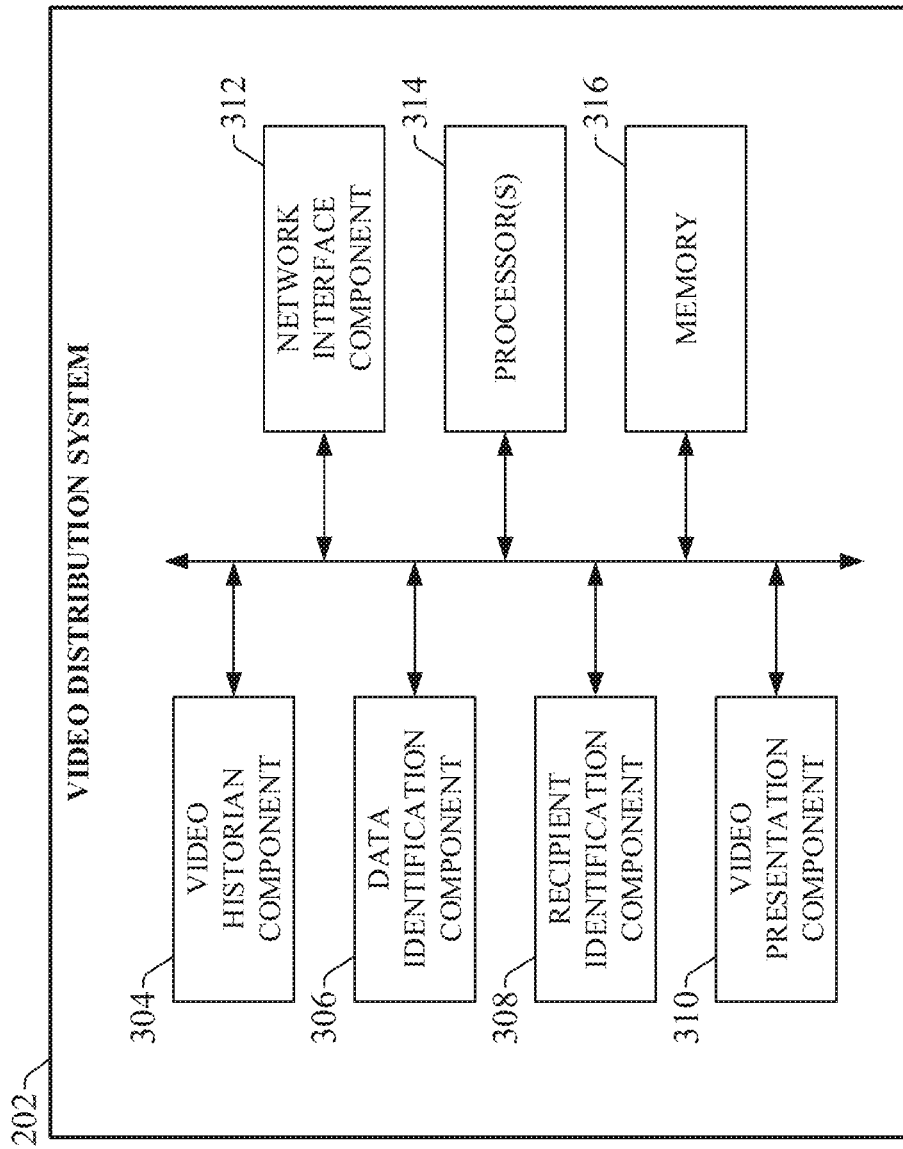 202
VIDEO DISTRIBUTION SYSTEM
304
VIDEO
HISTORIAN
COMPONENT
306
DATA
IDENTIFICATION
COMPONENT
308
RECIPIENT
IDENTIFICATION
COMPONENT
310
VIDEO
PRESENTATION
COMPONENT
312
NETWORK
INTERFACE
COMPONENT
314
PROCESSOR(S)
316
MEMORY